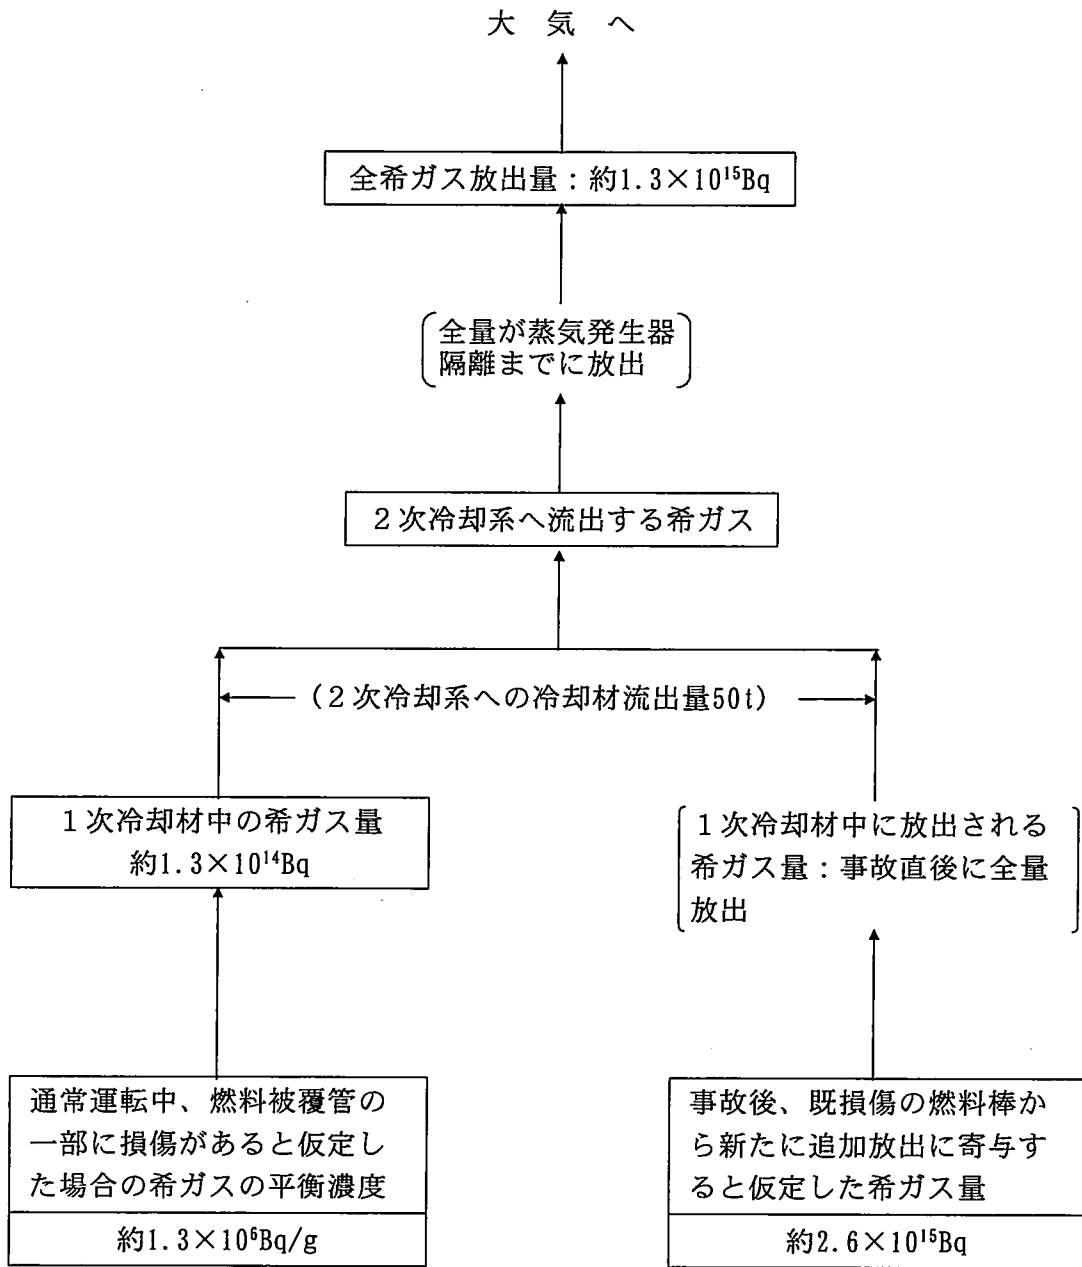 大 気 へ
全希ガス放出量：約1.3×10¹⁵Bq
全量が蒸気発生器
隔離までに放出
２次冷却系へ流出する希ガス
(２次冷却系への冷却材流出量50t)
１次冷却材中の希ガス量
約1.3×10¹⁴Bq
１次冷却材中に放出される
希ガス量：事故直後に全量
放出
通常運転中、燃料被覆管の
一部に損傷があると仮定し
た場合の希ガスの平衡濃度
約1.3×10⁶Bq/g
事故後、既損傷の燃料棒か
ら新たに追加放出に寄与す
ると仮定した希ガス量
約2.6×10¹⁵Bq